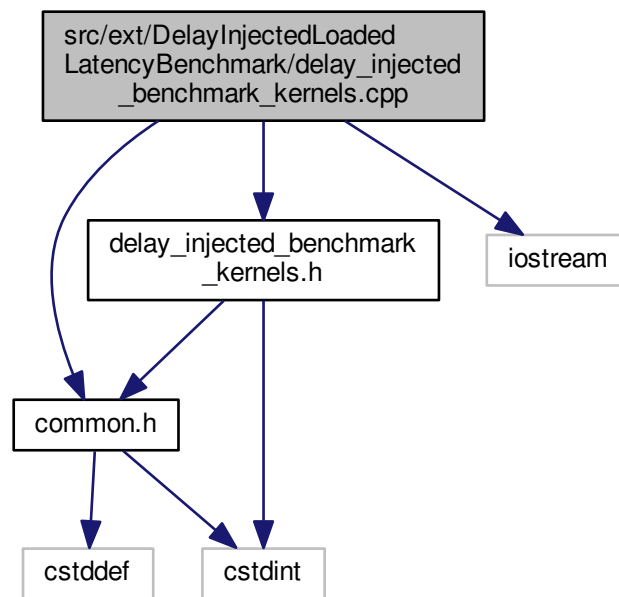 src/ext/DelayInjectedLoaded
LatencyBenchmark/delay_injected
_benchmark_kernels.cpp
delay_injected_benchmark
_kernels.h
iostream
common.h
cstddef
cstdint